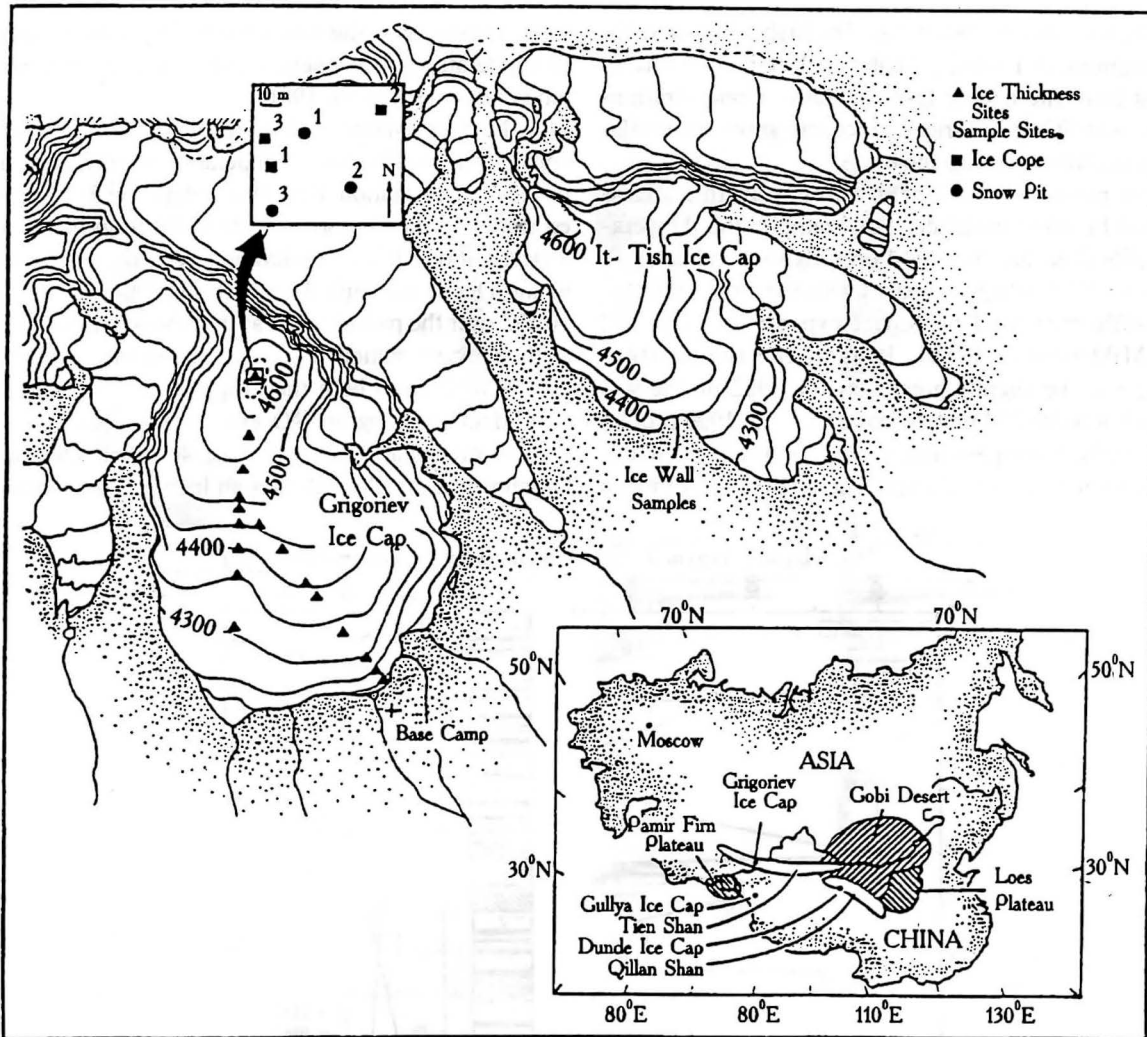 10 m
2
3
1
1
2
N
3
▲ Ice Thickness
Sites
Sample Sites
■ Ice Cope
● Snow Pit
4600
It- Tish Ice Cap
4500
4400
4300
Ice Wall
Samples
4600
4500
Grigoriev
Ice Cap
4400
4300
Base Camp
70⁰N
70⁰N
50⁰N
50⁰N
Moscow
ASIA
Grigoriev
Ice Cap
Gobi Desert
Pamir Firn
Plateau
30⁰N
30⁰N
Loes
Plateau
Gullya Ice Cap
Tien Shan
Dunde Ice Cap
Qillan Shan
CHINA
80⁰E
80⁰E
110⁰E
130⁰E